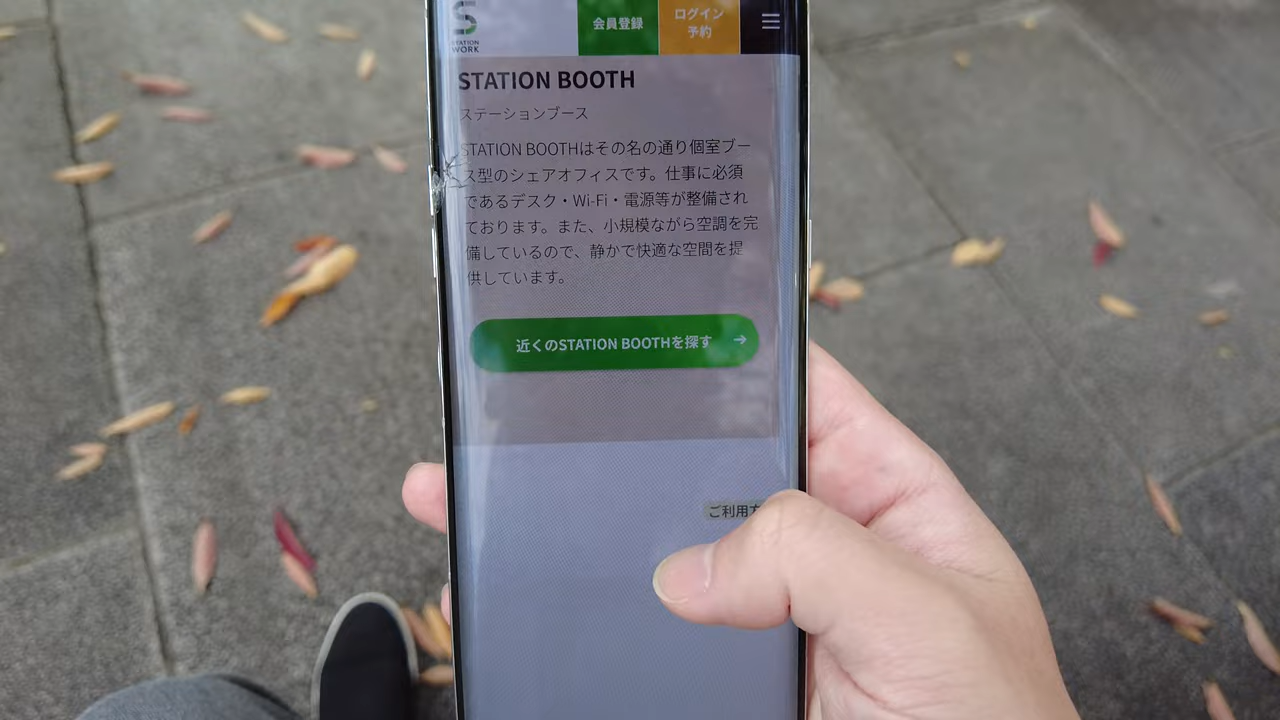 STATION
WORK
会員登録
ログイン
予約
STATION BOOTH
ステーションブース
STATION BOOTHはその名の通り個室ブー
ス型のシェアオフィスです。仕事に必須
であるデスク・Wi-Fi・電源等が整備され
ております。また、小規模ながら空調を完
備しているので、静かで快適な空間を提
供しています。
近くのSTATION BOOTHを探す
ご利用方